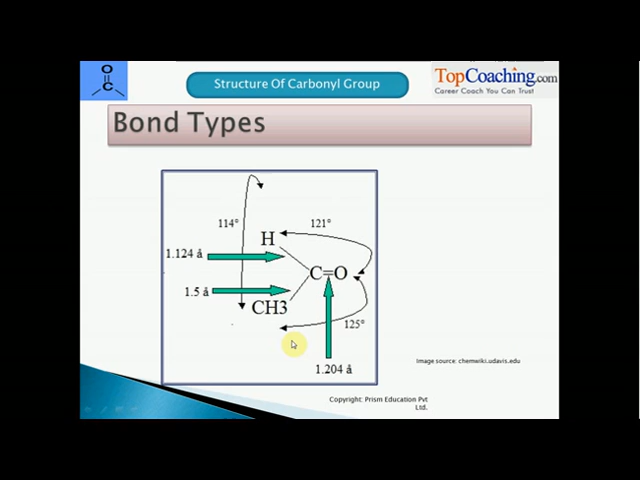 O
C
Structure Of Carbonyl Group
TopCoaching.com
Career Coach You Can Trust
Bond Types
114°
121°
H
1.124 å
C=O
1.5 å
CH3
125°
1.204 å
Image source: chemwiki.udavis.edu
Copyright: Prism Education Pvt
Ltd.